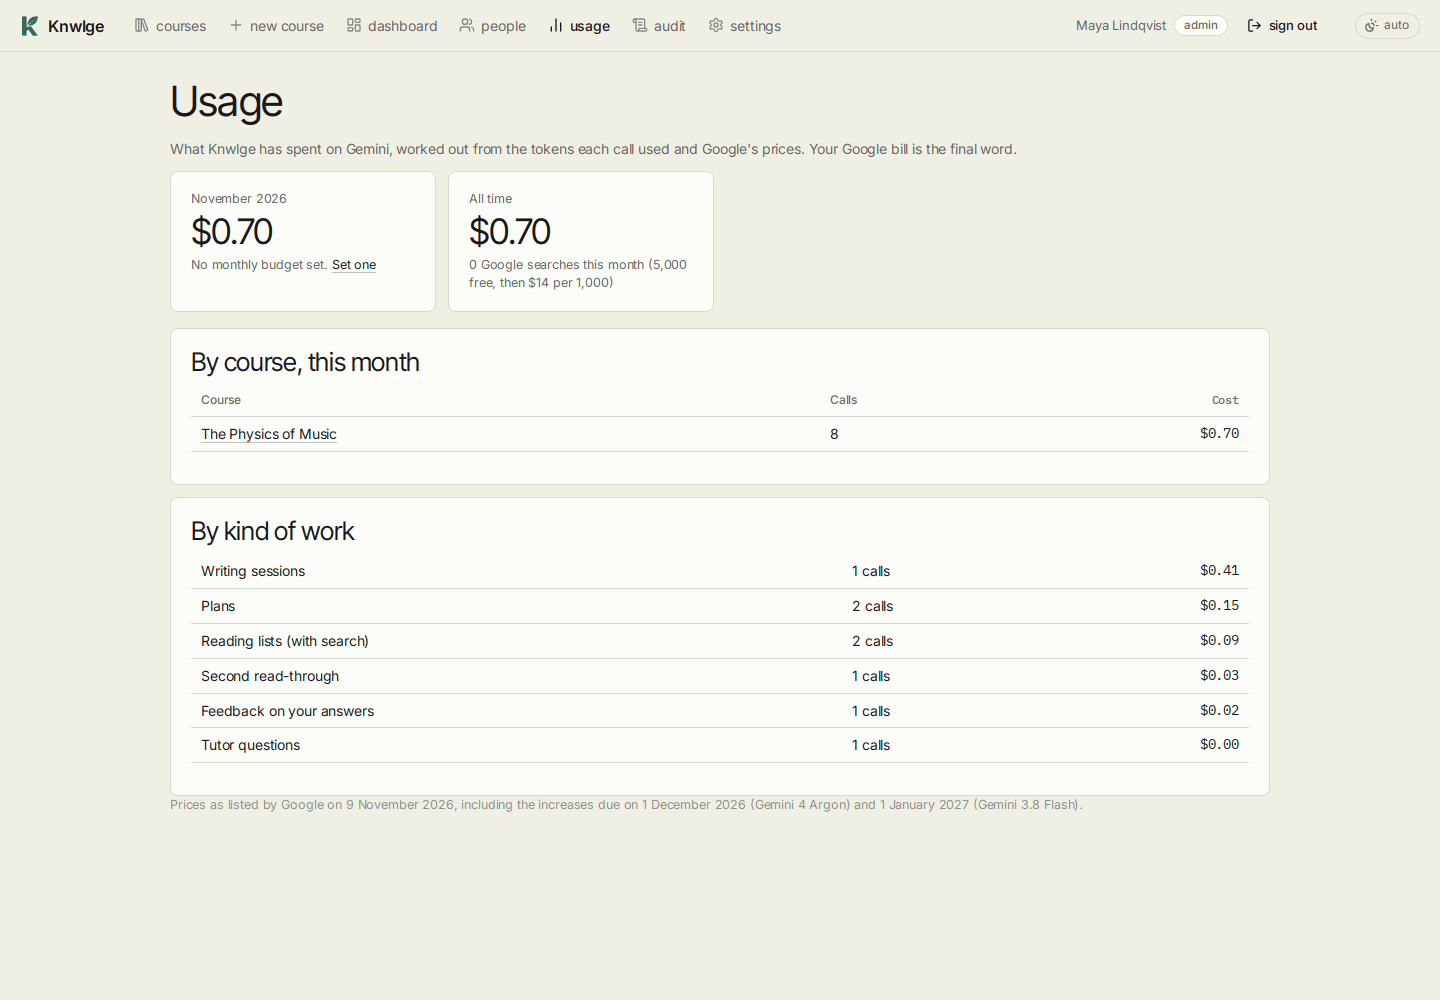 Knwlge courses new course dashboard people usage audit settings Maya Lindqvist admin sign out auto
Usage
What Knwlge has spent on Gemini, worked out from the tokens each call used and Google's prices. Your Google bill is the final word.
November 2026
$0.70
No monthly budget set. Set one
All time
$0.70
0 Google searches this month (5,000
free, then $14 per 1,000)
By course, this month
Course Calls Cost
The Physics of Music 8 $0.70
By kind of work
Writing sessions 1 calls $0.41
Plans 2 calls $0.15
Reading lists (with search) 2 calls $0.09
Second read-through 1 calls $0.03
Feedback on your answers 1 calls $0.02
Tutor questions 1 calls $0.00
Prices as listed by Google on 9 November 2026, including the increases due on 1 December 2026 (Gemini 4 Argon) and 1 January 2027 (Gemini 3.8 Flash).